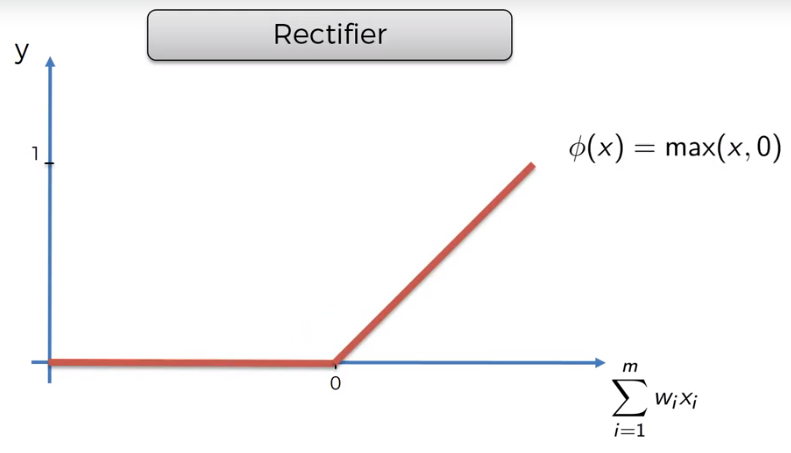 Rectifier
y
1
ϕ(x) = max(x, 0)
0
m
∑ wᵢxᵢ
i=1